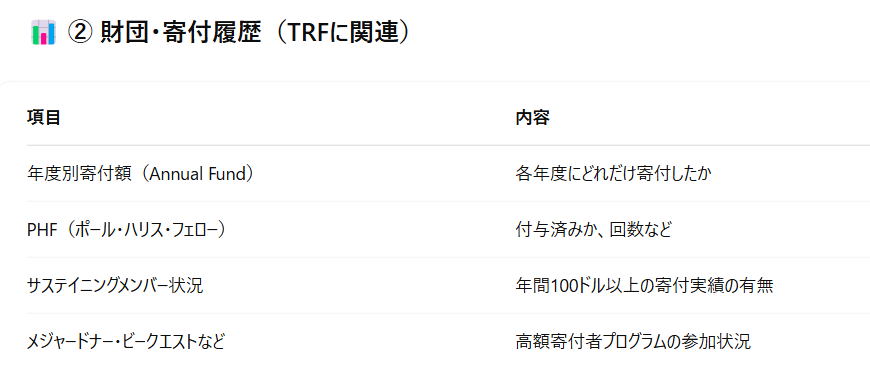 ② 財団・寄付履歴（TRFに関連）
項目 内容
年度別寄付額（Annual Fund） 各年度にどれだけ寄付したか
PHF（ポール・ハリス・フェロー） 付与済みか、回数など
サステイニングメンバー状況 年間100ドル以上の寄付実績の有無
メジャードナー・ビークエストなど 高額寄付者プログラムの参加状況